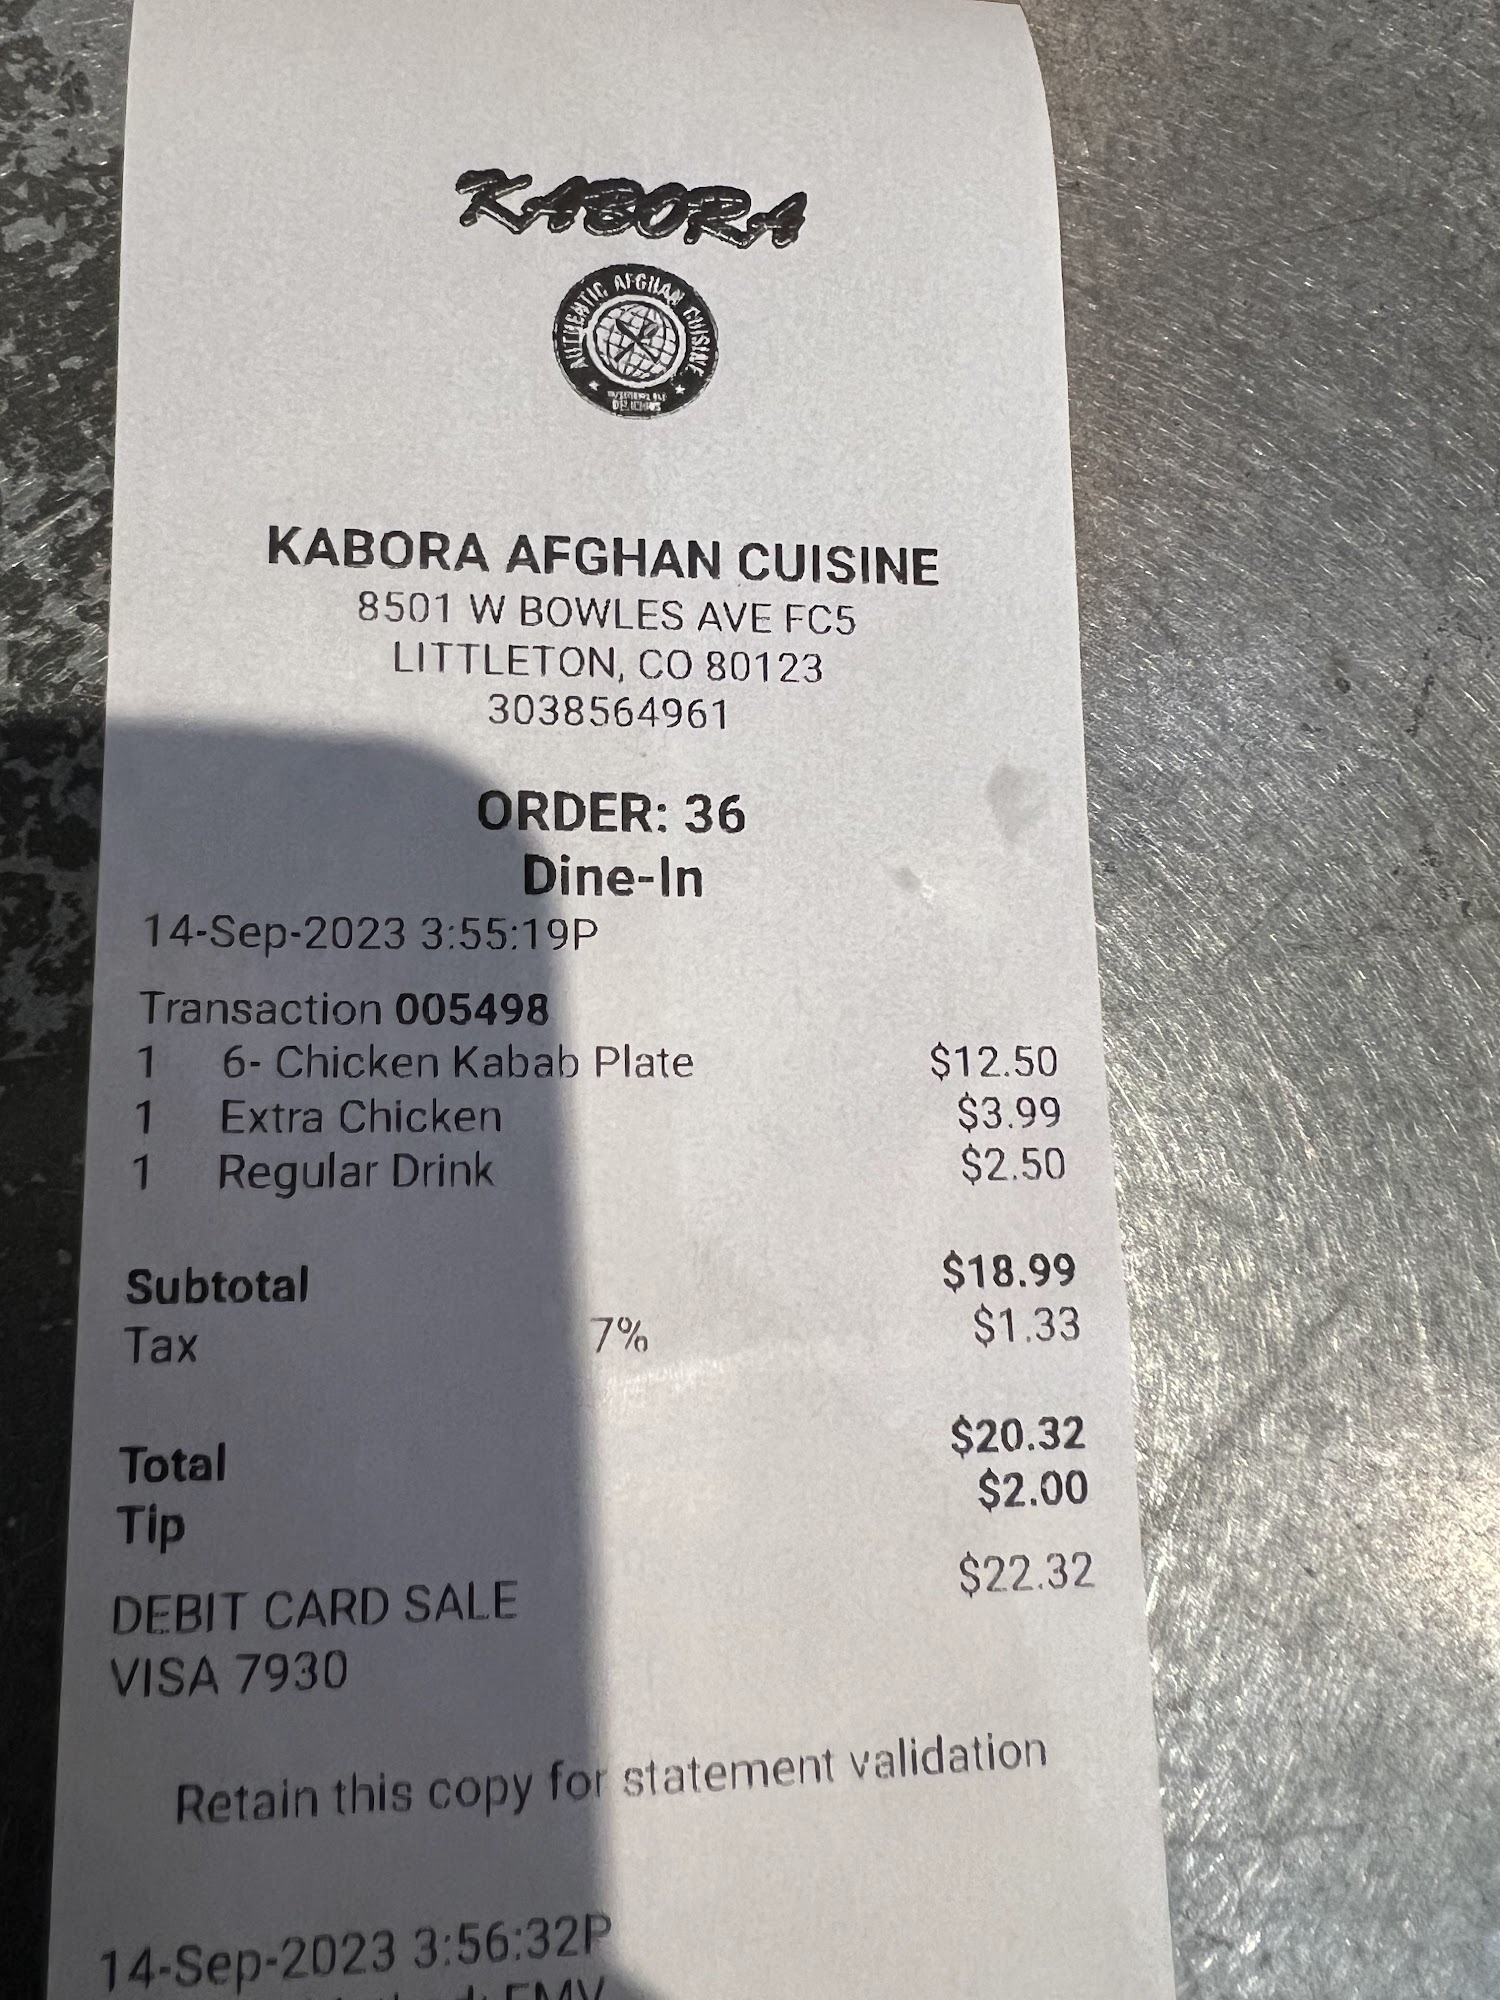 KABORA
AUTHENTIC AFGHAN CUISINE
KABORA AFGHAN CUISINE
8501 W BOWLES AVE FC5
LITTLETON, CO 80123
3038564961
ORDER: 36
Dine-In
14-Sep-2023 3:55:19P
Transaction 005498
1 6- Chicken Kabab Plate $12.50
1 Extra Chicken $3.99
1 Regular Drink $2.50
Subtotal $18.99
Tax 7% $1.33
Total $20.32
Tip $2.00
DEBIT CARD SALE $22.32
VISA 7930
Retain this copy for statement validation
14-Sep-2023 3:56:32P
EMV